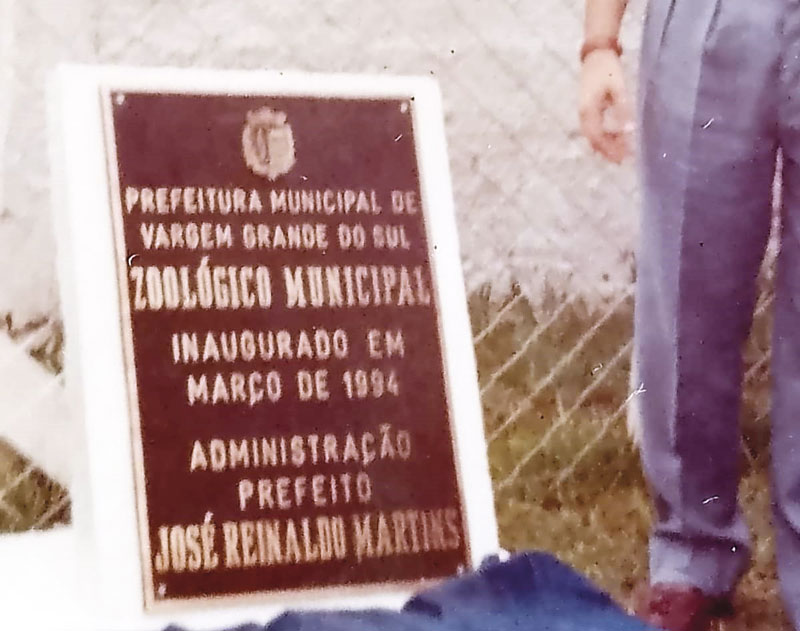 PREFEITURA MUNICIPAL DE
VARGEM GRANDE DO SUL
ZOOLÓGICO MUNICIPAL
INAUGURADO EM
MARÇO DE 1994
ADMINISTRAÇÃO
PREFEITO
JOSÉ REINALDO MARTINS